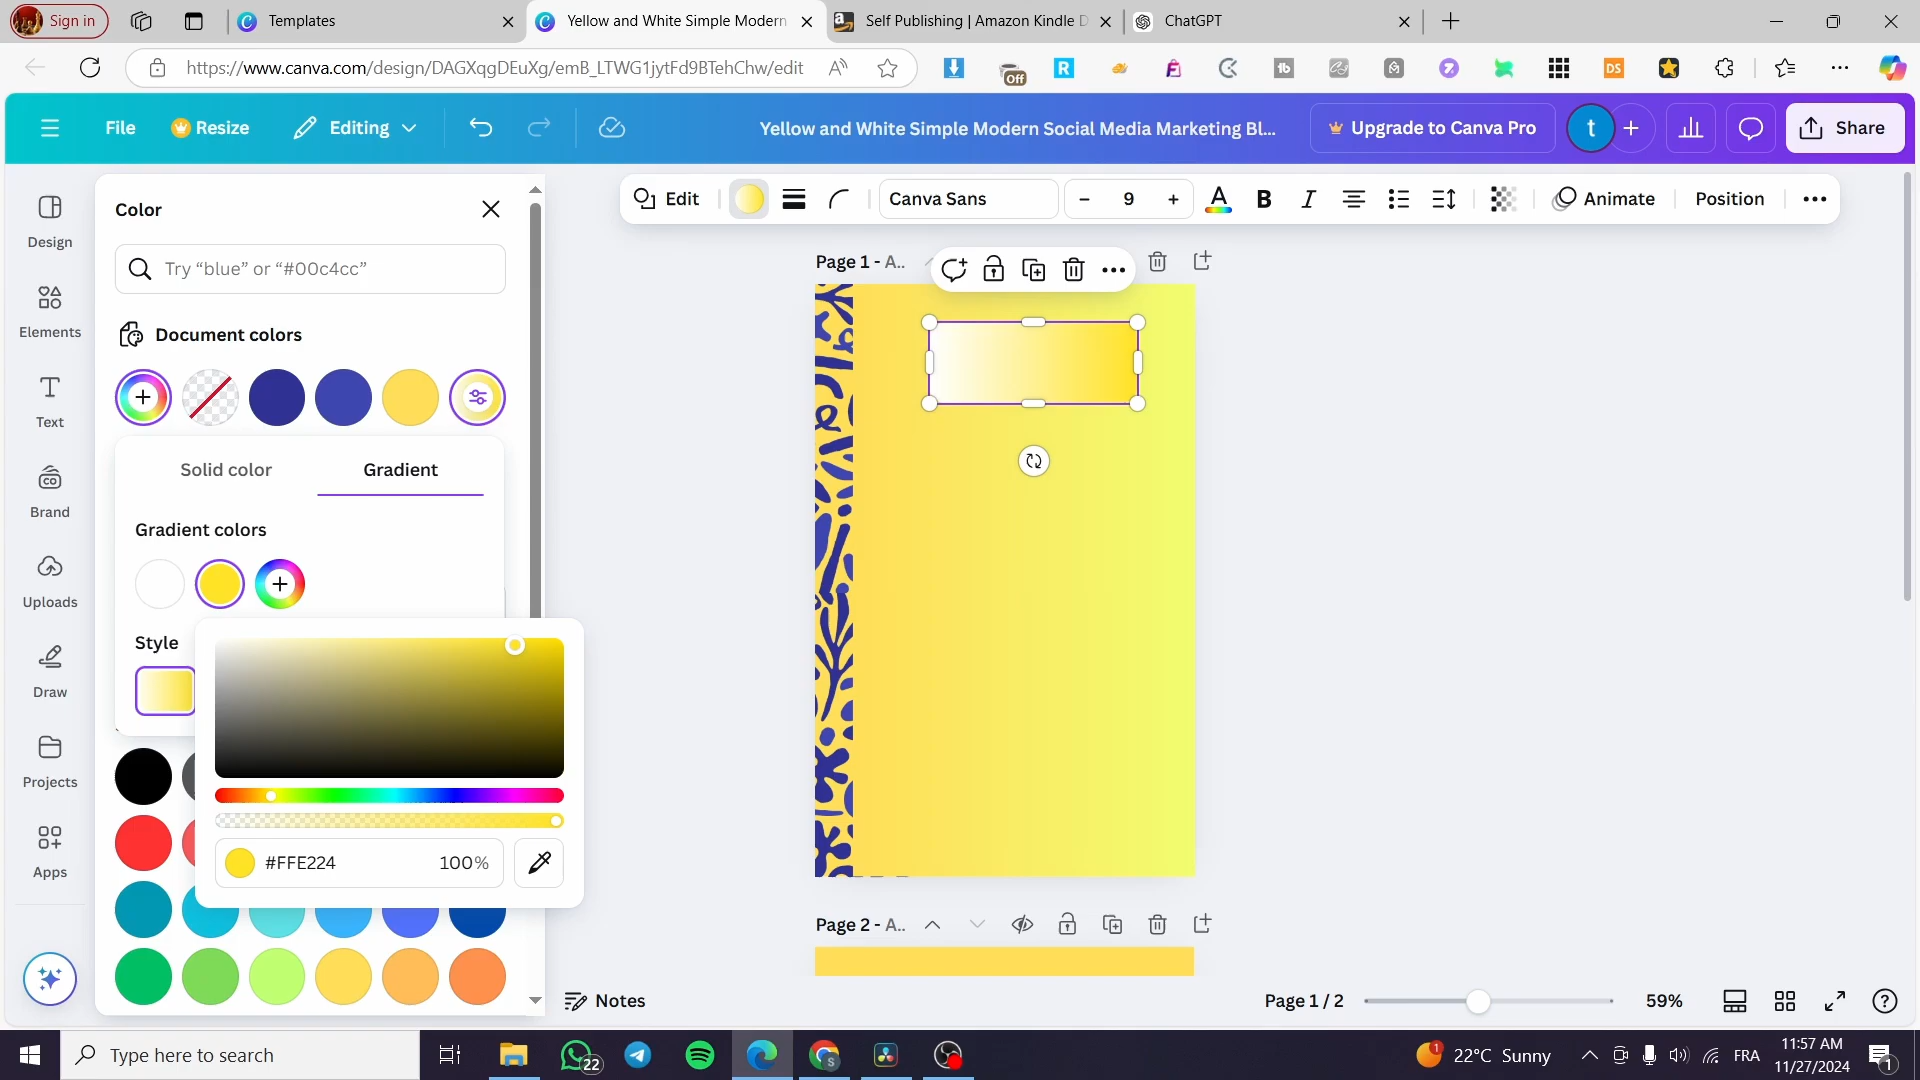 Sign in
Templates
Yellow and White Simple Modern
Self Publishing | Amazon Kindle D
ChatGPT
https://www.canva.com/design/DAGXqgDEuXg/emB_LTWG1jytFd9BTehChw/edit
Off
DS
File
Resize
Editing
Yellow and White Simple Modern Social Media Marketing Bl...
Upgrade to Canva Pro
t
Share
Color
Edit
Canva Sans
9
Animate
Position
Try “blue” or “#00c4cc”
Document colors
Page 1 - A..
Design
Elements
Text
Brand
Uploads
Draw
Projects
Apps
Solid color
Gradient
Gradient colors
Style
#FFE224
100%
Page 2 - A..
Notes
Page 1 / 2
59%
Type here to search
22
1
22°C Sunny
FRA
11:57 AM
11/27/2024
1